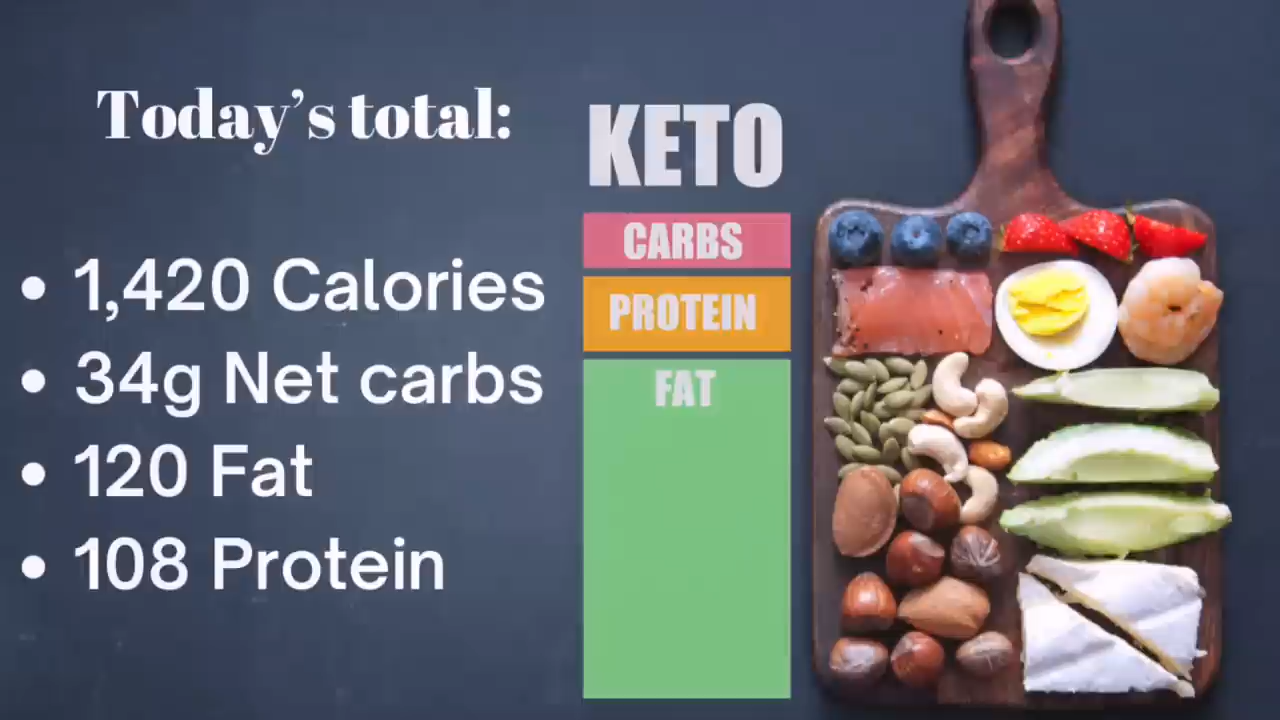 Today's total:
• 1,420 Calories
• 34g Net carbs
• 120 Fat
• 108 Protein
KETO
CARBS
PROTEIN
FAT